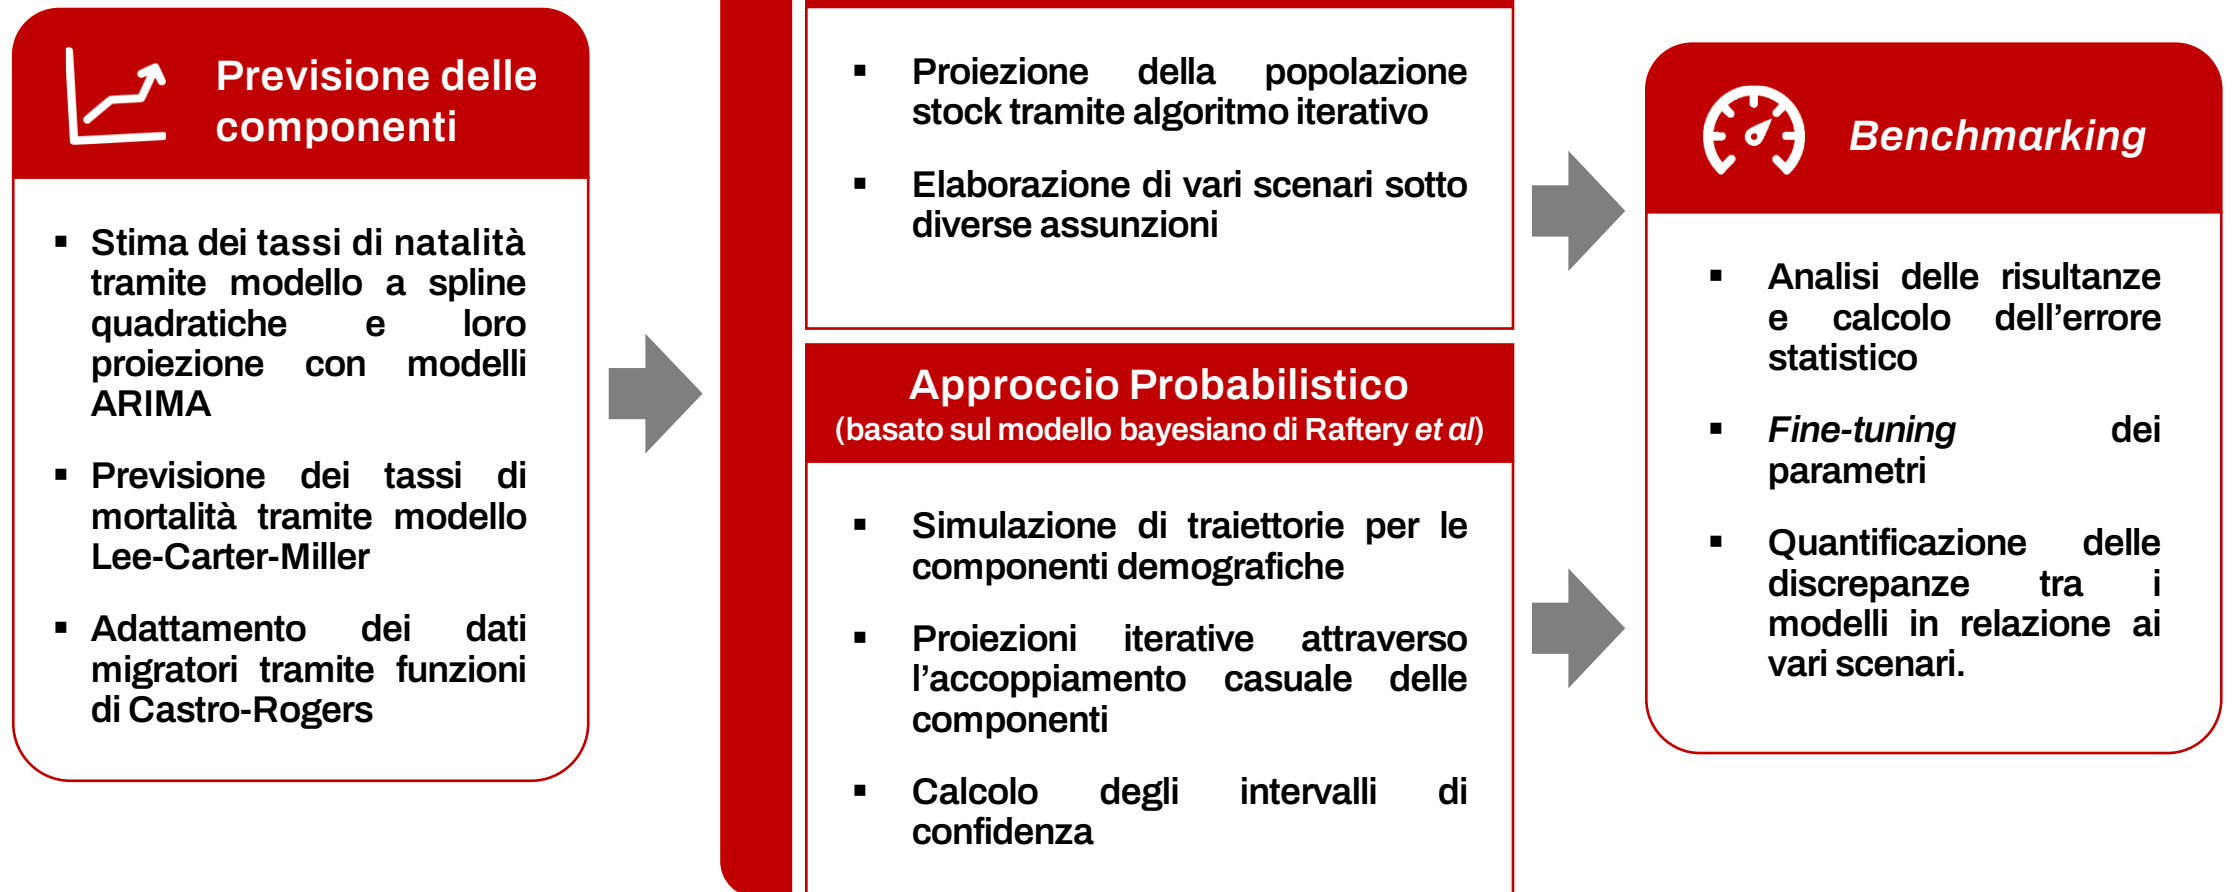 Previsione delle
componenti
▪ Stima dei tassi di natalità
tramite modello a spline
quadratiche e loro
proiezione con modelli
ARIMA
▪ Previsione dei tassi di
mortalità tramite modello
Lee-Carter-Miller
▪ Adattamento dei dati
migratori tramite funzioni
di Castro-Rogers
▪ Proiezione della popolazione
stock tramite algoritmo iterativo
▪ Elaborazione di vari scenari sotto
diverse assunzioni
Approccio Probabilistico
(basato sul modello bayesiano di Raftery et al)
▪ Simulazione di traiettorie per le
componenti demografiche
▪ Proiezioni iterative attraverso
l’accoppiamento casuale delle
componenti
▪ Calcolo degli intervalli di
confidenza
Benchmarking
▪ Analisi delle risultanze
e calcolo dell’errore
statistico
▪ Fine-tuning dei
parametri
▪ Quantificazione delle
discrepanze tra i
modelli in relazione ai
vari scenari.